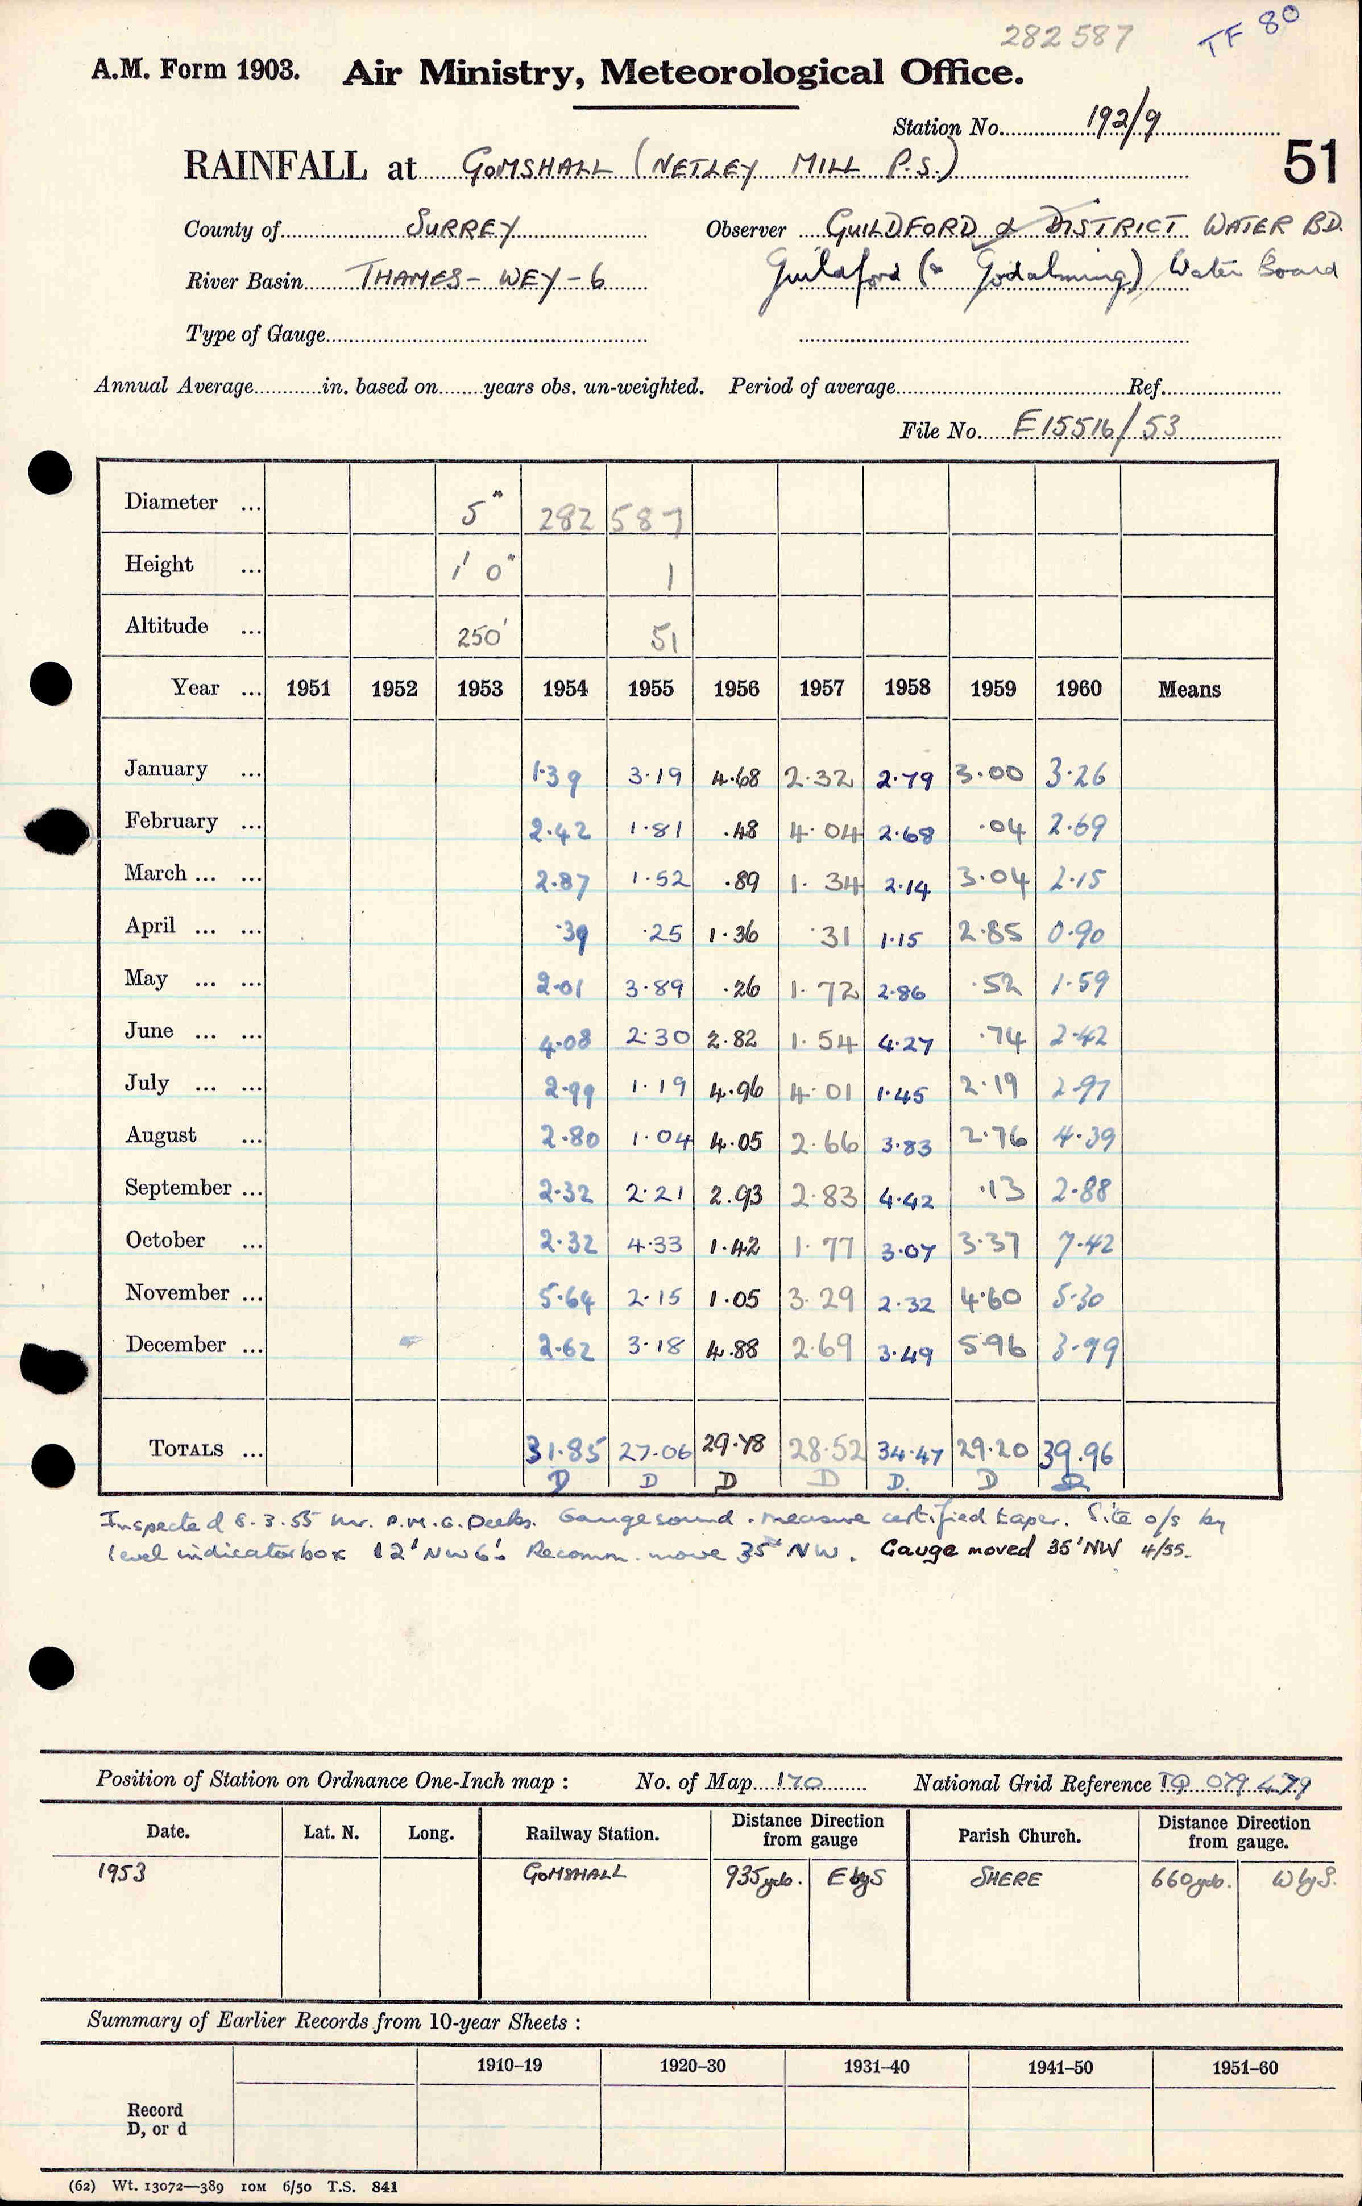 282587 TF 80
A.M. Form 1903. Air Ministry, Meteorological Office.
Station No. 192/9
RAINFALL at GOMSHALL (NETLEY MILL P.S.) 51
County of SURREY Observer GUILDFORD & DISTRICT WATER BD.
River Basin THAMES - WEY - 6 Guildford (& Godalming) Water Board
Type of Gauge
Annual Average in. based on years obs. un-weighted. Period of average Ref.
File No. E15516/53
Diameter ... 5" 282 587
Height ... 1' 0" 1
Altitude ... 250' 51
Year ... 1951 1952 1953 1954 1955 1956 1957 1958 1959 1960 Means
January ... 1.39 3.19 4.68 2.32 2.79 3.00 3.26
February ... 2.42 1.81 .48 4.04 2.68 .04 2.69
March ... ... 2.87 1.52 .89 1.34 2.14 3.04 2.15
April ... ... .39 .25 1.36 .31 1.15 2.85 0.90
May ... ... 2.01 3.89 .26 1.72 2.86 .52 1.59
June ... ... 4.08 2.30 2.82 1.54 4.27 .74 2.42
July ... ... 2.99 1.19 4.96 4.01 1.45 2.19 2.97
August ... 2.80 1.04 4.05 2.66 3.83 2.76 4.39
September ... 2.32 2.21 2.93 2.83 4.42 .13 2.88
October ... 2.32 4.33 1.42 1.77 3.07 3.37 7.42
November ... 5.64 2.15 1.05 3.29 2.32 4.60 5.30
December ... 2.62 3.18 4.88 2.69 3.49 5.96 3.99
TOTALS ... 31.85 27.06 29.78 28.52 34.47 29.20 39.96
D D D D D. D D
Inspected 8.3.55 Mr. P.M.G. Deeks. Gauge sound. Measure certified taper. Site o/s by
level indicator box 12' NW 6'. Recomm. move 35' NW. Gauge moved 35' NW 4/55.
Position of Station on Ordnance One-Inch map : No. of Map 170 National Grid Reference TQ 079 479
Date. Lat. N. Long. Railway Station. Distance Direction from gauge Parish Church. Distance Direction from gauge.
1953 GOMSHALL 935 yds. E by S SHERE 660 yds. W by S.
Summary of Earlier Records from 10-year Sheets :
1910–19 1920–30 1931–40 1941–50 1951–60
Record
D, or d
(62) Wt. 13072—389 10M 6/50 T.S. 841